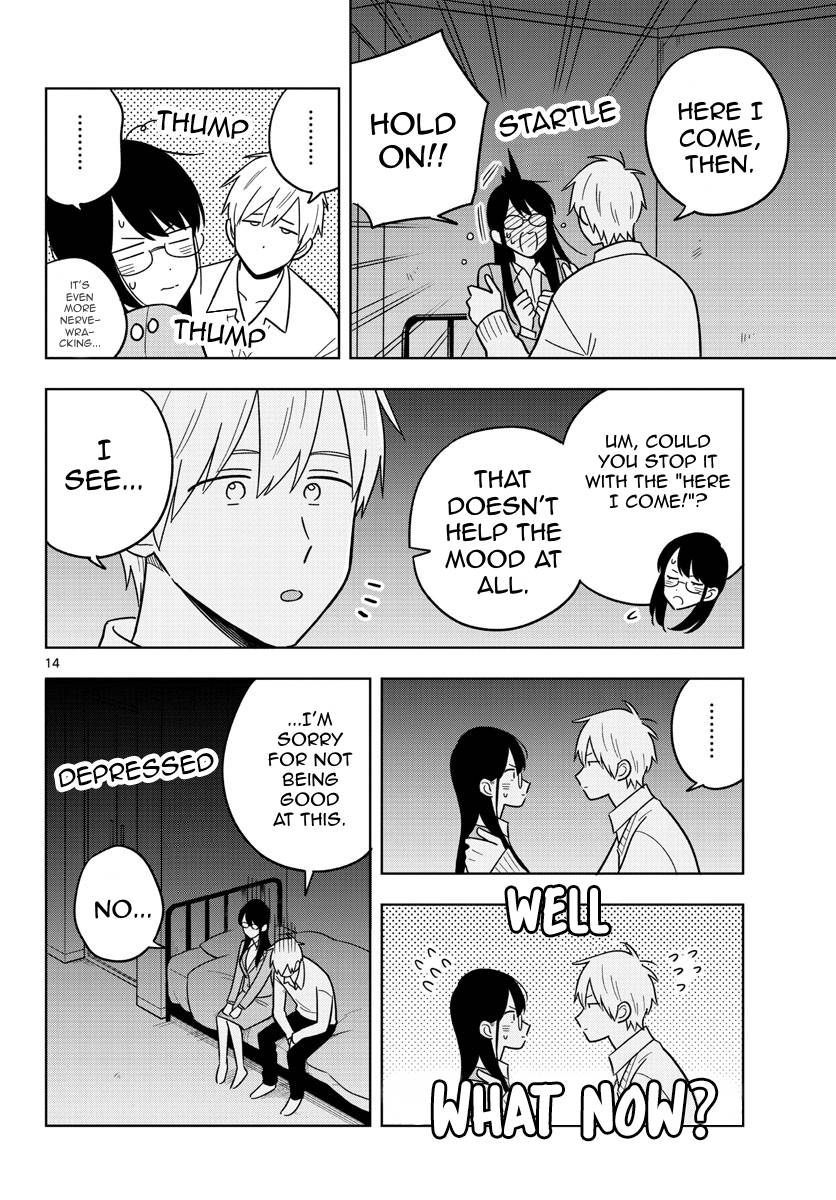 HERE I
COME,
THEN.
STARTLE
HOLD
ON!!
THUMP
IT'S
EVEN
MORE
NERVE-
WRA-
CKING...
THUMP
UM, COULD
YOU STOP IT
WITH THE "HERE
I COME!"?
THAT
DOESN'T
HELP THE
MOOD AT
ALL.
I
SEE...
14
WELL
WHAT NOW?
...I'M
SORRY
FOR NOT
BEING
GOOD
AT THIS.
DEPRESSED
NO...